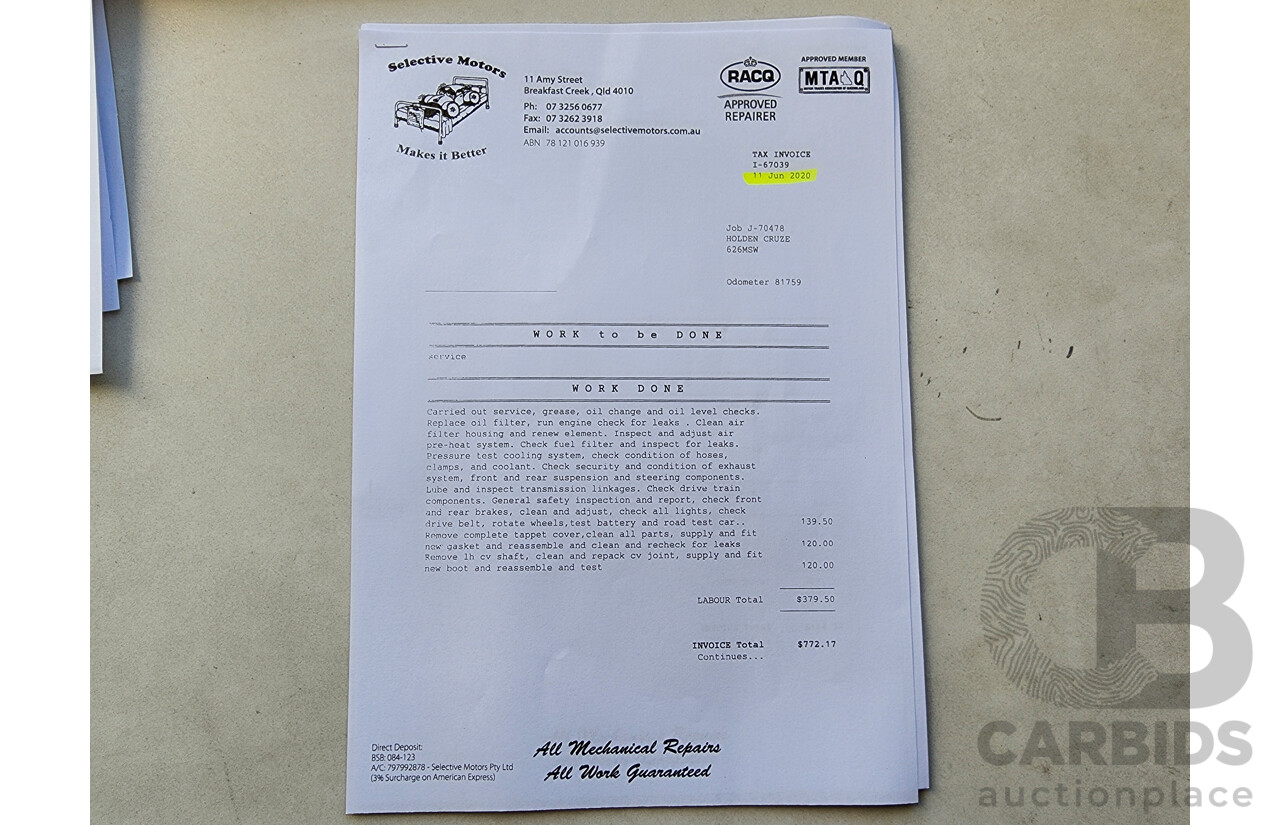 Selective Motors
Makes it Better
11 Amy Street
Breakfast Creek , Qld 4010
Ph: 07 3256 0677
Fax: 07 3262 3918
Email: accounts@selectivemotors.com.au
ABN 78 121 016 939
RACQ
APPROVED
REPAIRER
APPROVED MEMBER
MTA Q
TAX INVOICE
I-67039
11 Jun 2020
Job J-70478
HOLDEN CRUZE
626MSW
Odometer 81759
WORK to be DONE
service
WORK DONE
Carried out service, grease, oil change and oil level checks.
Replace oil filter, run engine check for leaks . Clean air
filter housing and renew element. Inspect and adjust air
pre-heat system. Check fuel filter and inspect for leaks.
Pressure test cooling system, check condition of hoses,
clamps, and coolant. Check security and condition of exhaust
system, front and rear suspension and steering components.
Lube and inspect transmission linkages. Check drive train
components. General safety inspection and report, check front
and rear brakes, clean and adjust, check all lights, check
drive belt, rotate wheels,test battery and road test car.. 139.50
Remove complete tappet cover,clean all parts, supply and fit
new gasket and reassemble and clean and recheck for leaks 120.00
Remove lh cv shaft, clean and repack cv joint, supply and fit
new boot and reassemble and test 120.00
LABOUR Total $379.50
INVOICE Total $772.17
Continues...
Direct Deposit:
BSB: 084-123
A/C: 797992878 - Selective Motors Pty Ltd
(3% Surcharge on American Express)
All Mechanical Repairs
All Work Guaranteed
CB
CARBIDS
auctionplace